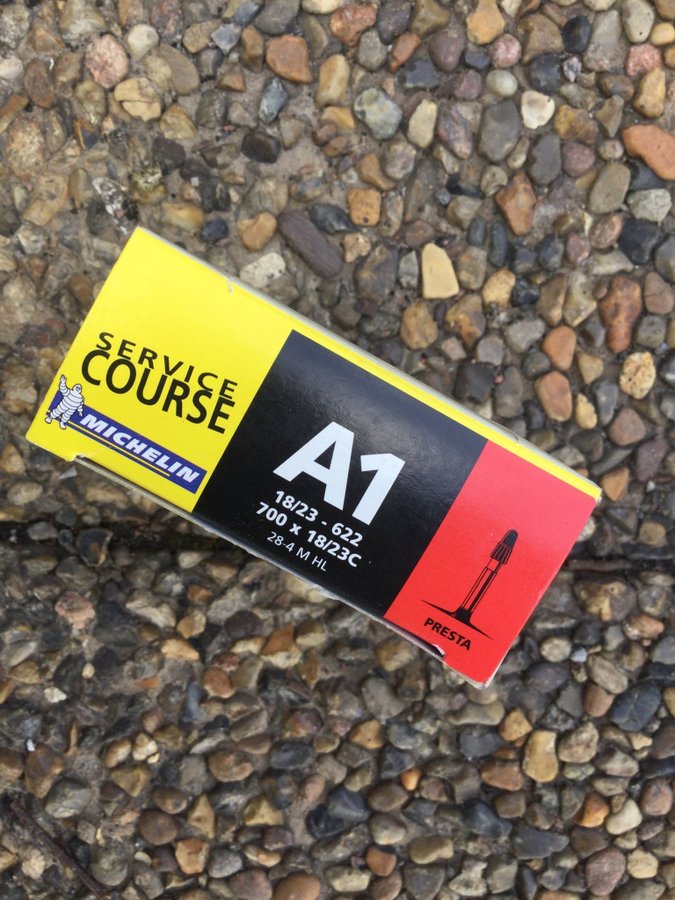 SERVICE
COURSE
MICHELIN
A1
18/23 - 622
700 x 18/23C
28-4 M HL
PRESTA